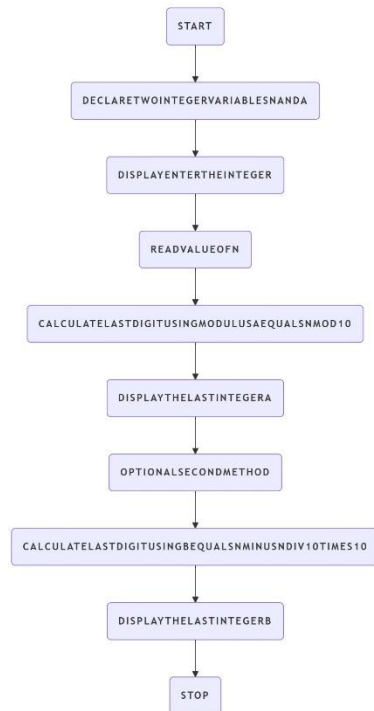 START
DECLARETWOINTEGERVARIABLESNANDA
DISPLAYENTERTHEINTEGER
READVALUEOFN
CALCULATELASTDIGITUSINGMODULUSAEQUALSNMOD10
DISPLAYTHELASTINTEGERA
OPTIONALSECONDMETHOD
CALCULATELASTDIGITUSINGBEQUALSNMINUSNDIV10TIMES10
DISPLAYTHELASTINTEGERB
STOP